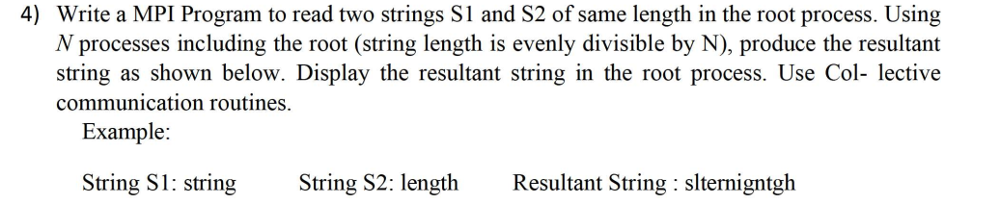 4) Write a MPI Program to read two strings S1 and S2 of same length in the root process. Using
N processes including the root (string length is evenly divisible by N), produce the resultant
string as shown below. Display the resultant string in the root process. Use Col- lective
communication routines.
Example:
String S1: string String S2: length Resultant String : slternigntgh